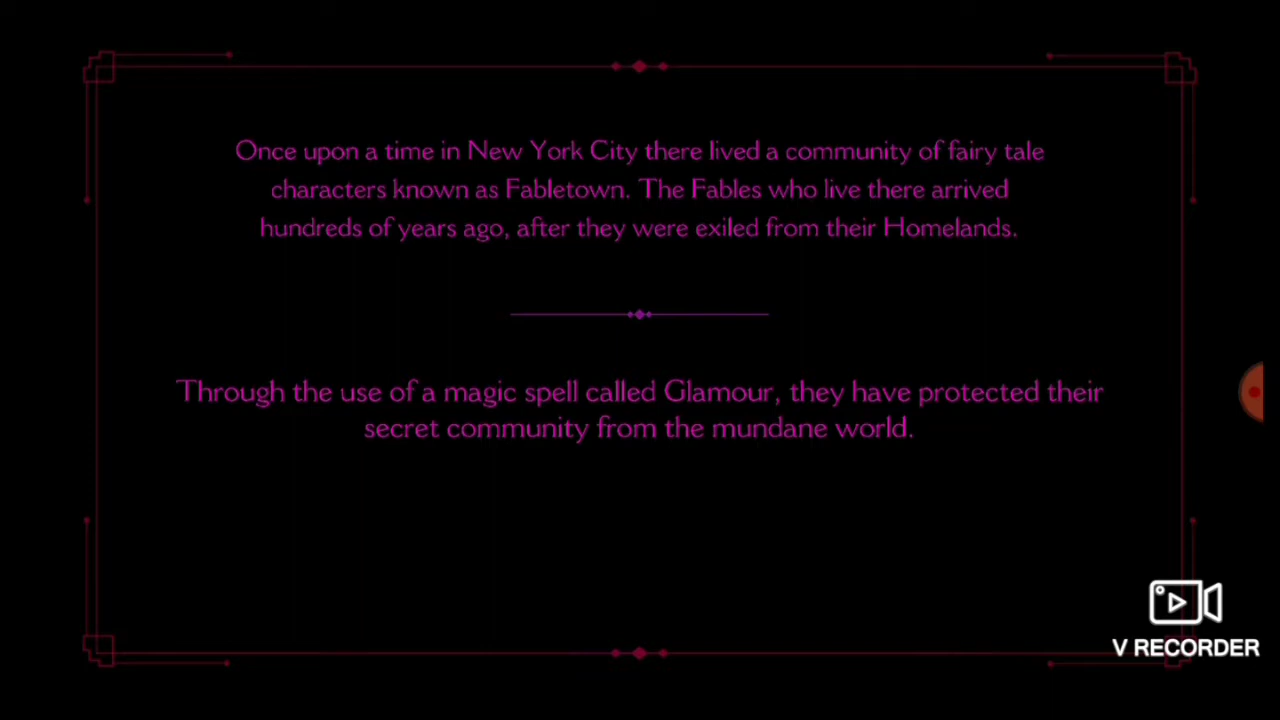 Once upon a time in New York City there lived a community of fairy tale
characters known as Fabletown. The Fables who live there arrived
hundreds of years ago, after they were exiled from their Homelands.
Through the use of a magic spell called Glamour, they have protected their
secret community from the mundane world.
V RECORDER